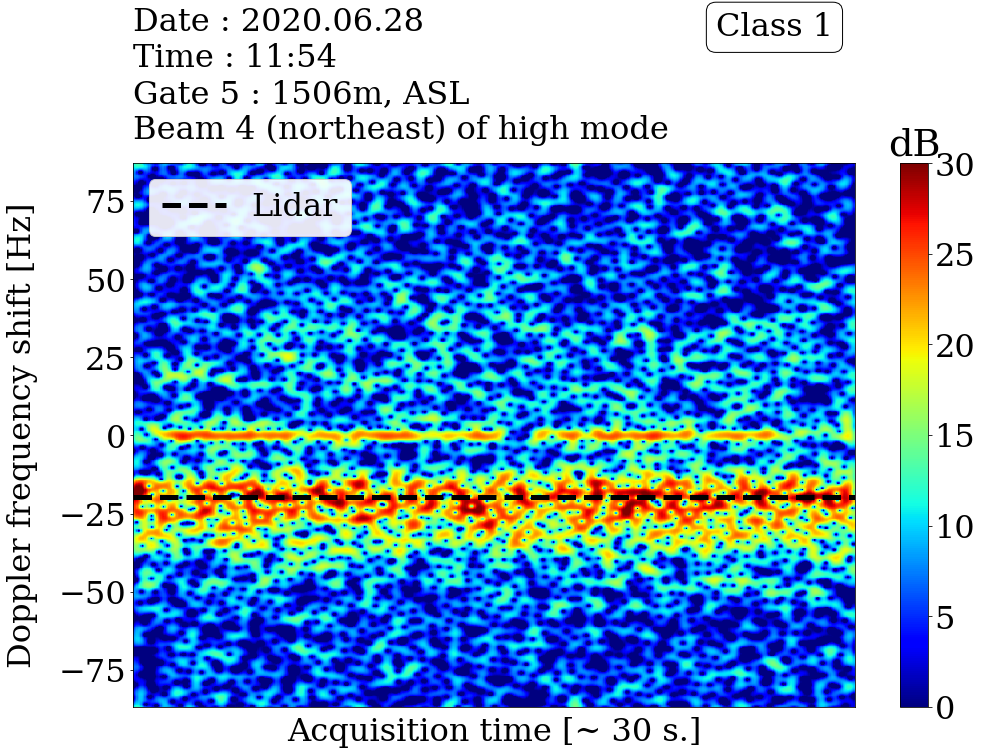 Date : 2020.06.28
Time : 11:54
Gate 5 : 1506m, ASL
Beam 4 (northeast) of high mode
Class 1
dB
Lidar
Doppler frequency shift [Hz]
75
50
25
0
−25
−50
−75
30
25
20
15
10
5
0
Acquisition time [~ 30 s.]